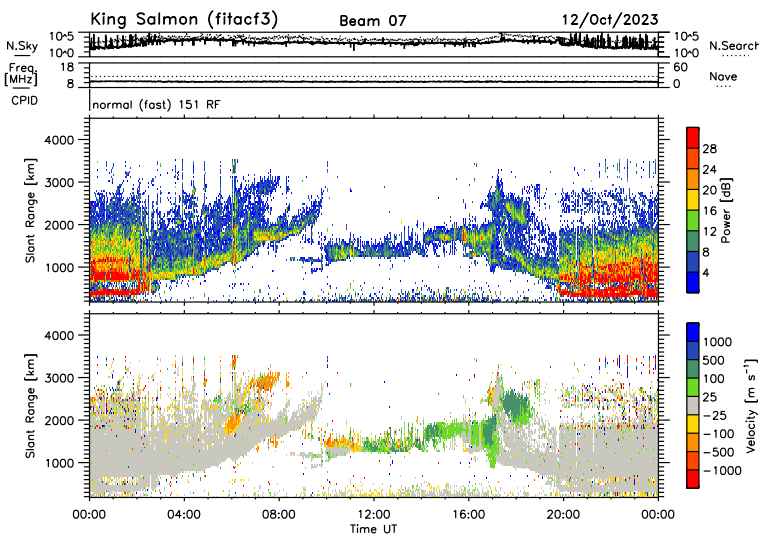 King Salmon (fitacf3) Beam 07 12/Oct/2023
N.Sky 10^5 10^0 10^5 10^0 N.Search
Freq. [MHz] 18 8 60 0 Nave
CPID normal (fast) 151 RF
Slant Range [km] 4000 3000 2000 1000
Power [dB] 28 24 20 16 12 8 4
Slant Range [km] 4000 3000 2000 1000
Velocity [m s⁻¹] 1000 500 100 25 −25 −100 −500 −1000
00:00 04:00 08:00 12:00 16:00 20:00 00:00
Time UT